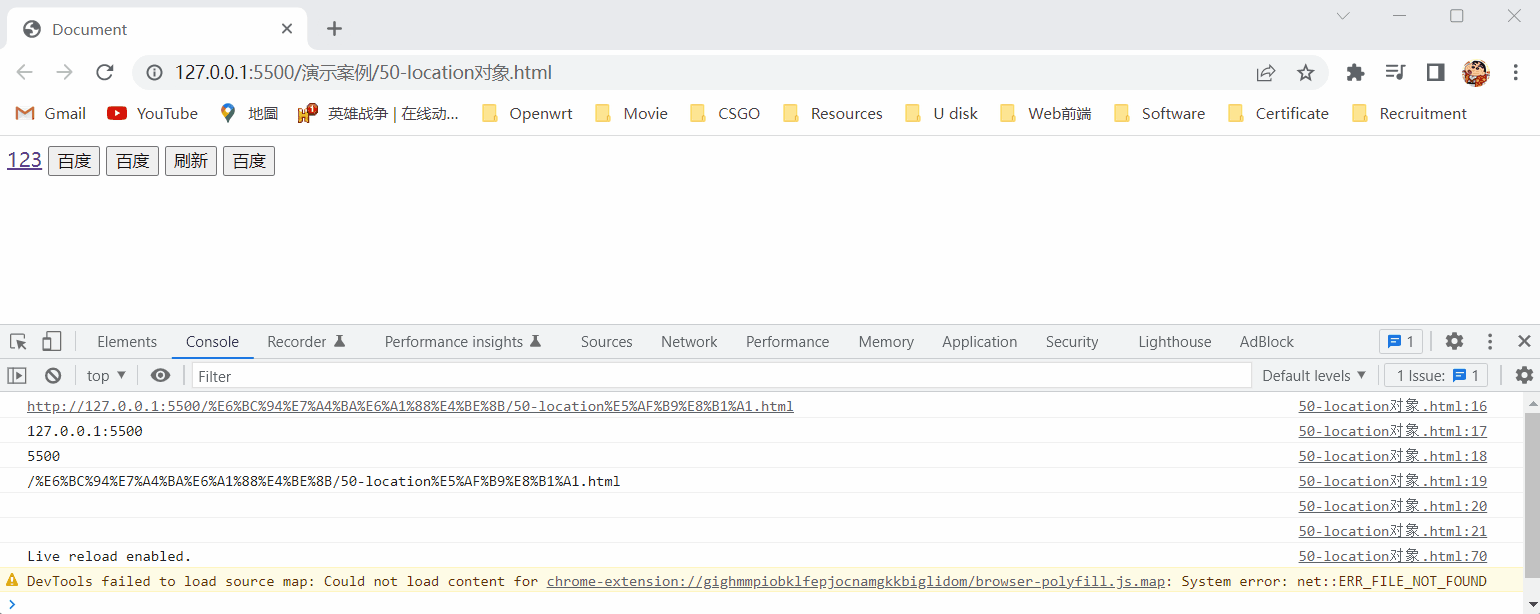 Document
127.0.0.1:5500/演示案例/50-location对象.html
Gmail YouTube 地圖 英雄战争 | 在线动... Openwrt Movie CSGO Resources U disk Web前端 Software Certificate Recruitment
123 百度 百度 刷新 百度
Elements Console Recorder Performance insights Sources Network Performance Memory Application Security Lighthouse AdBlock 1
top Filter Default levels 1 Issue: 1
http://127.0.0.1:5500/%E6%BC%94%E7%A4%BA%E6%A1%88%E4%BE%8B/50-location%E5%AF%B9%E8%B1%A1.html 50-location对象.html:16
127.0.0.1:5500 50-location对象.html:17
5500 50-location对象.html:18
/%E6%BC%94%E7%A4%BA%E6%A1%88%E4%BE%8B/50-location%E5%AF%B9%E8%B1%A1.html 50-location对象.html:19
50-location对象.html:20
50-location对象.html:21
Live reload enabled. 50-location对象.html:70
DevTools failed to load source map: Could not load content for chrome-extension://gighmmpiobklfepjocnamgkkbiglidom/browser-polyfill.js.map: System error: net::ERR_FILE_NOT_FOUND